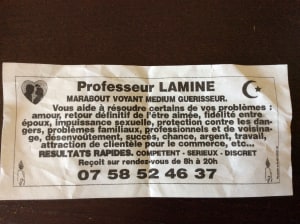 Professeur LAMINE
MARABOUT VOYANT MEDIUM GUERISSEUR.
Vous aide à résoudre certains de vos problèmes :
amour, retour définitif de l'être aimée, fidélité entre
époux, impuissance sexuelle, protection contre les dan-
gers, problèmes familiaux, professionnels et de voisina-
ge, désenvoûtement, succès, chance, argent, travail,
attraction de clientèle pour le commerce, etc...
RESULTATS RAPIDES. COMPETENT - SERIEUX - DISCRET
Reçoit sur rendez-vous de 8h à 20h
07 58 52 46 37